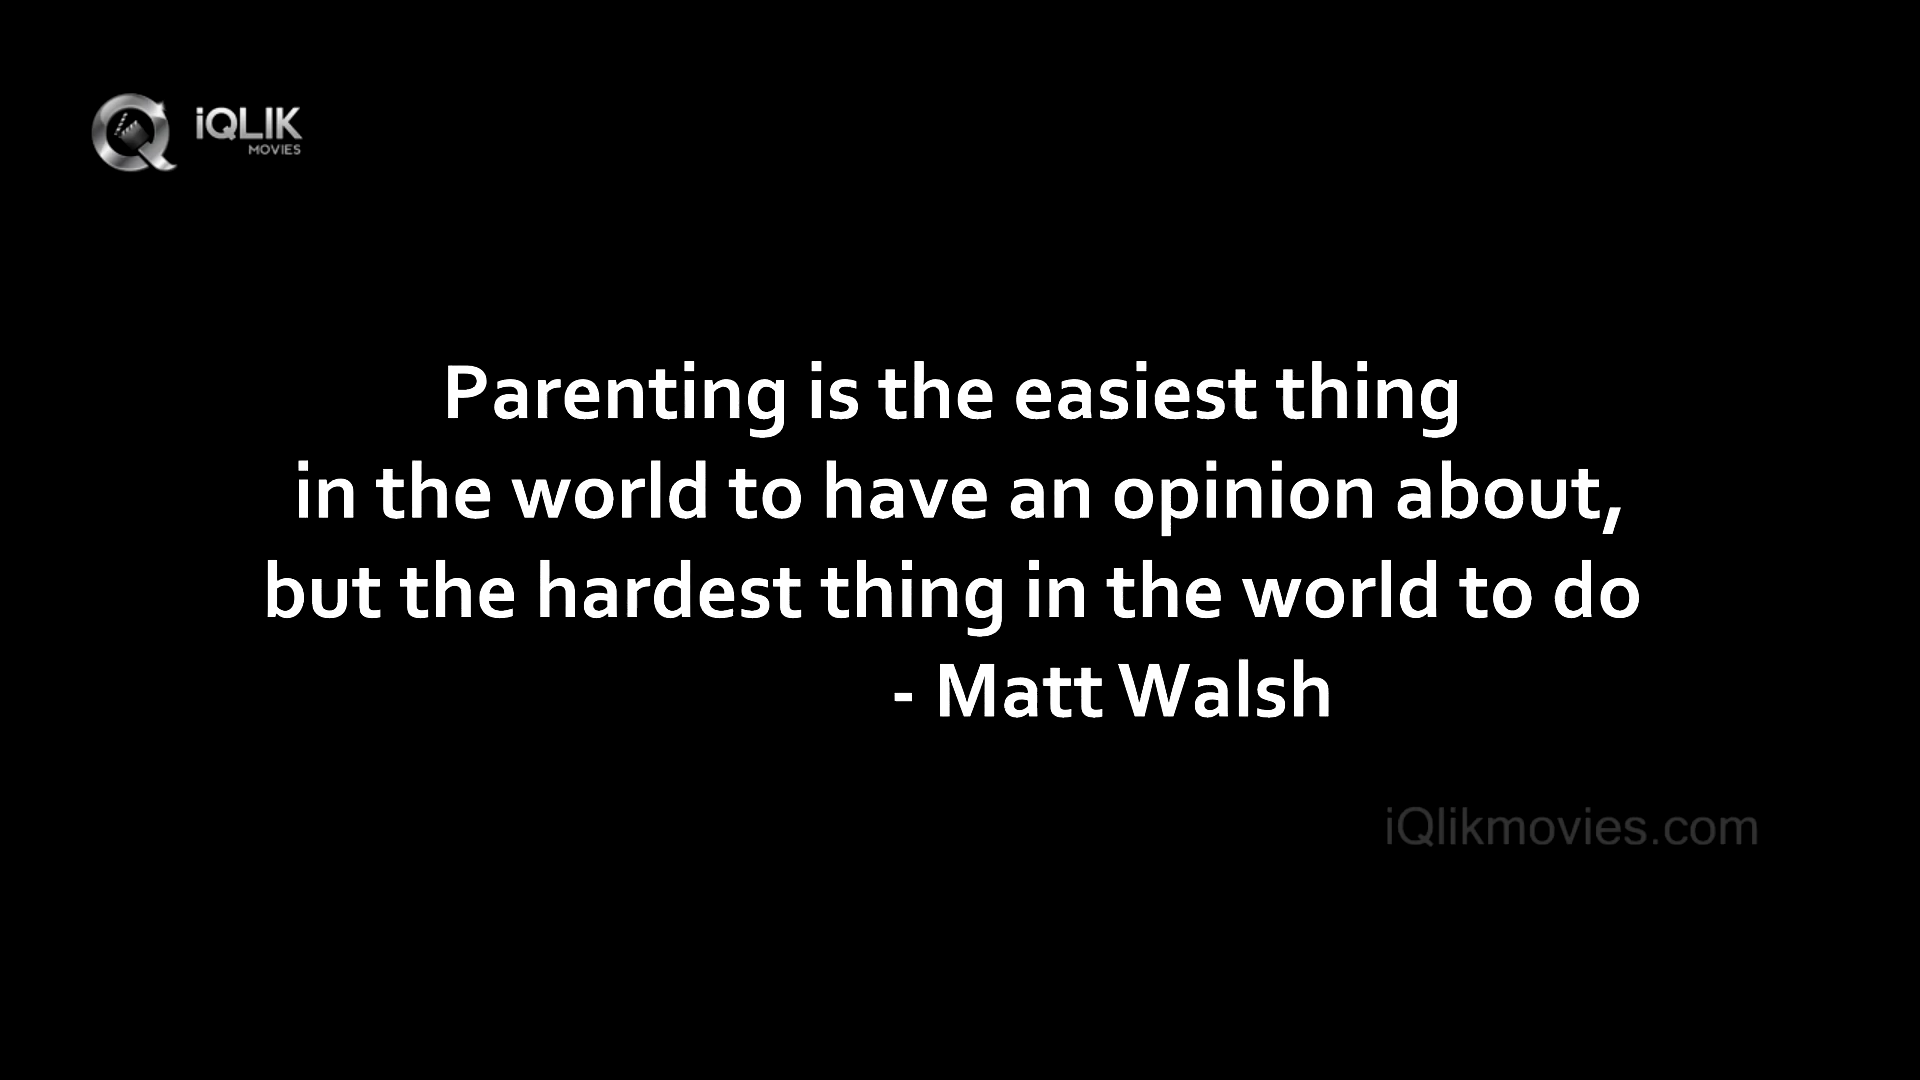 iQLIK
MOVIES
Parenting is the easiest thing
in the world to have an opinion about,
but the hardest thing in the world to do
- Matt Walsh
iQlikmovies.com